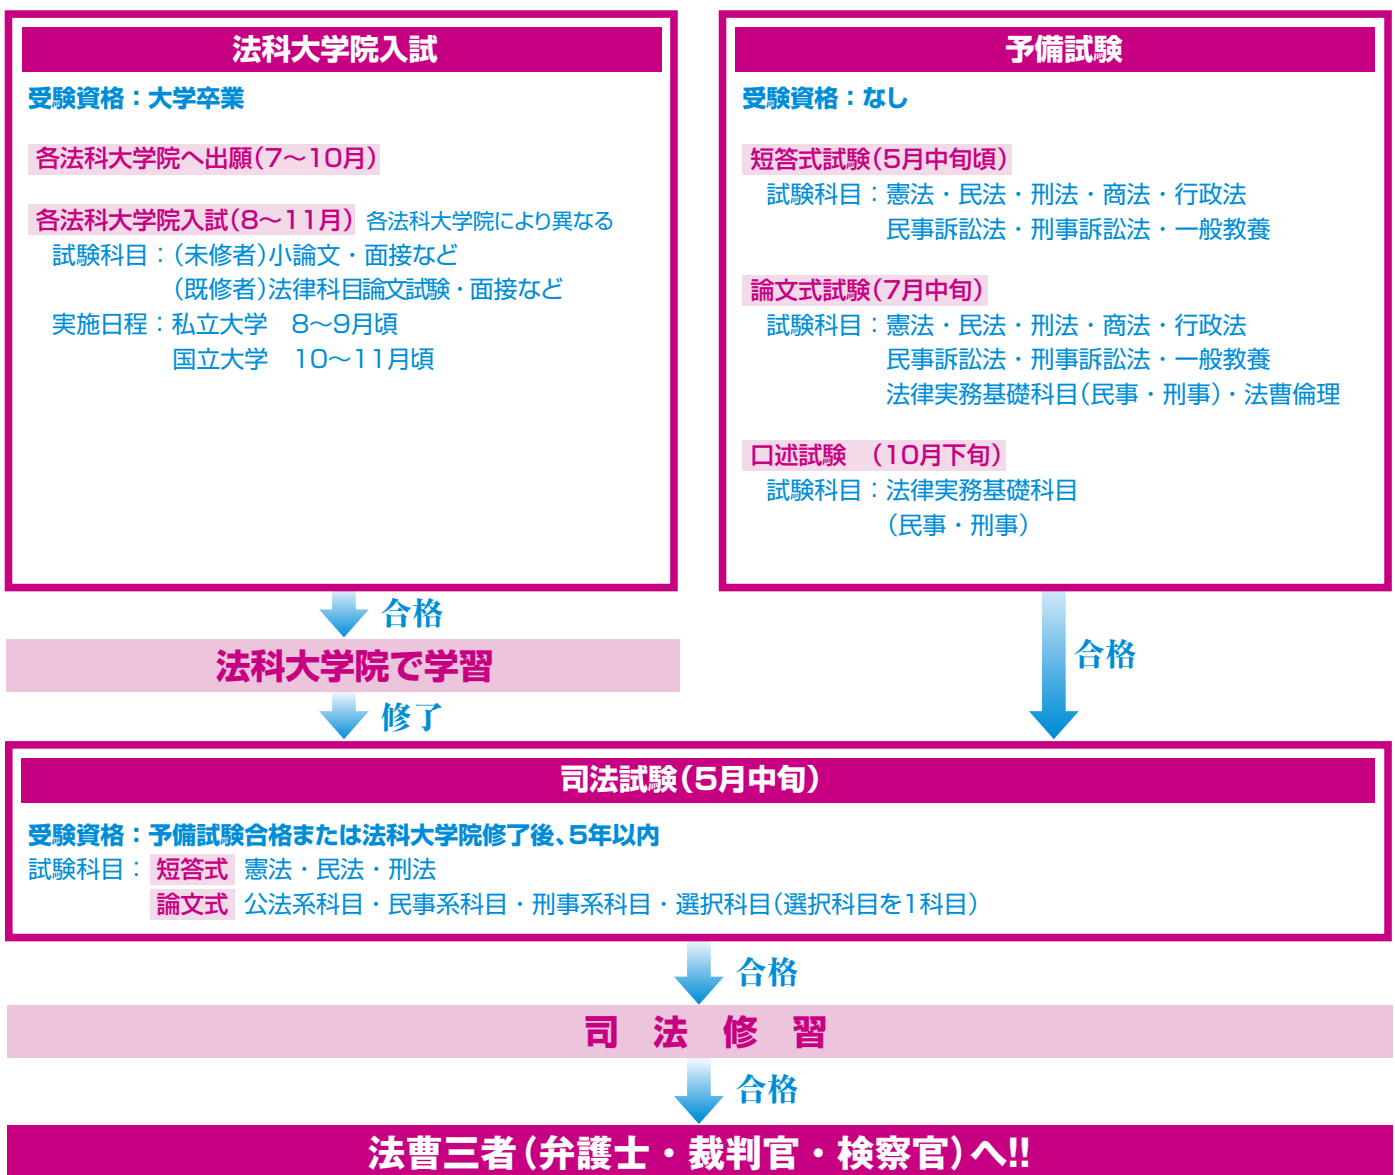 法科大学院入試
受験資格：大学卒業
各法科大学院へ出願(7〜10月)
各法科大学院入試(8〜11月) 各法科大学院により異なる
試験科目：(未修者)小論文・面接など
(既修者)法律科目論文試験・面接など
実施日程：私立大学　8〜9月頃
国立大学　10〜11月頃
予備試験
受験資格：なし
短答式試験(5月中旬頃)
試験科目：憲法・民法・刑法・商法・行政法
民事訴訟法・刑事訴訟法・一般教養
論文式試験(7月中旬)
試験科目：憲法・民法・刑法・商法・行政法
民事訴訟法・刑事訴訟法・一般教養
法律実務基礎科目(民事・刑事)・法曹倫理
口述試験　(10月下旬)
試験科目：法律実務基礎科目
(民事・刑事)
合格
法科大学院で学習
修了
合格
司法試験(5月中旬)
受験資格：予備試験合格または法科大学院修了後、5年以内
試験科目： 短答式 憲法・民法・刑法
論文式 公法系科目・民事系科目・刑事系科目・選択科目(選択科目を1科目)
合格
司　法　修　習
合格
法曹三者(弁護士・裁判官・検察官)へ!!